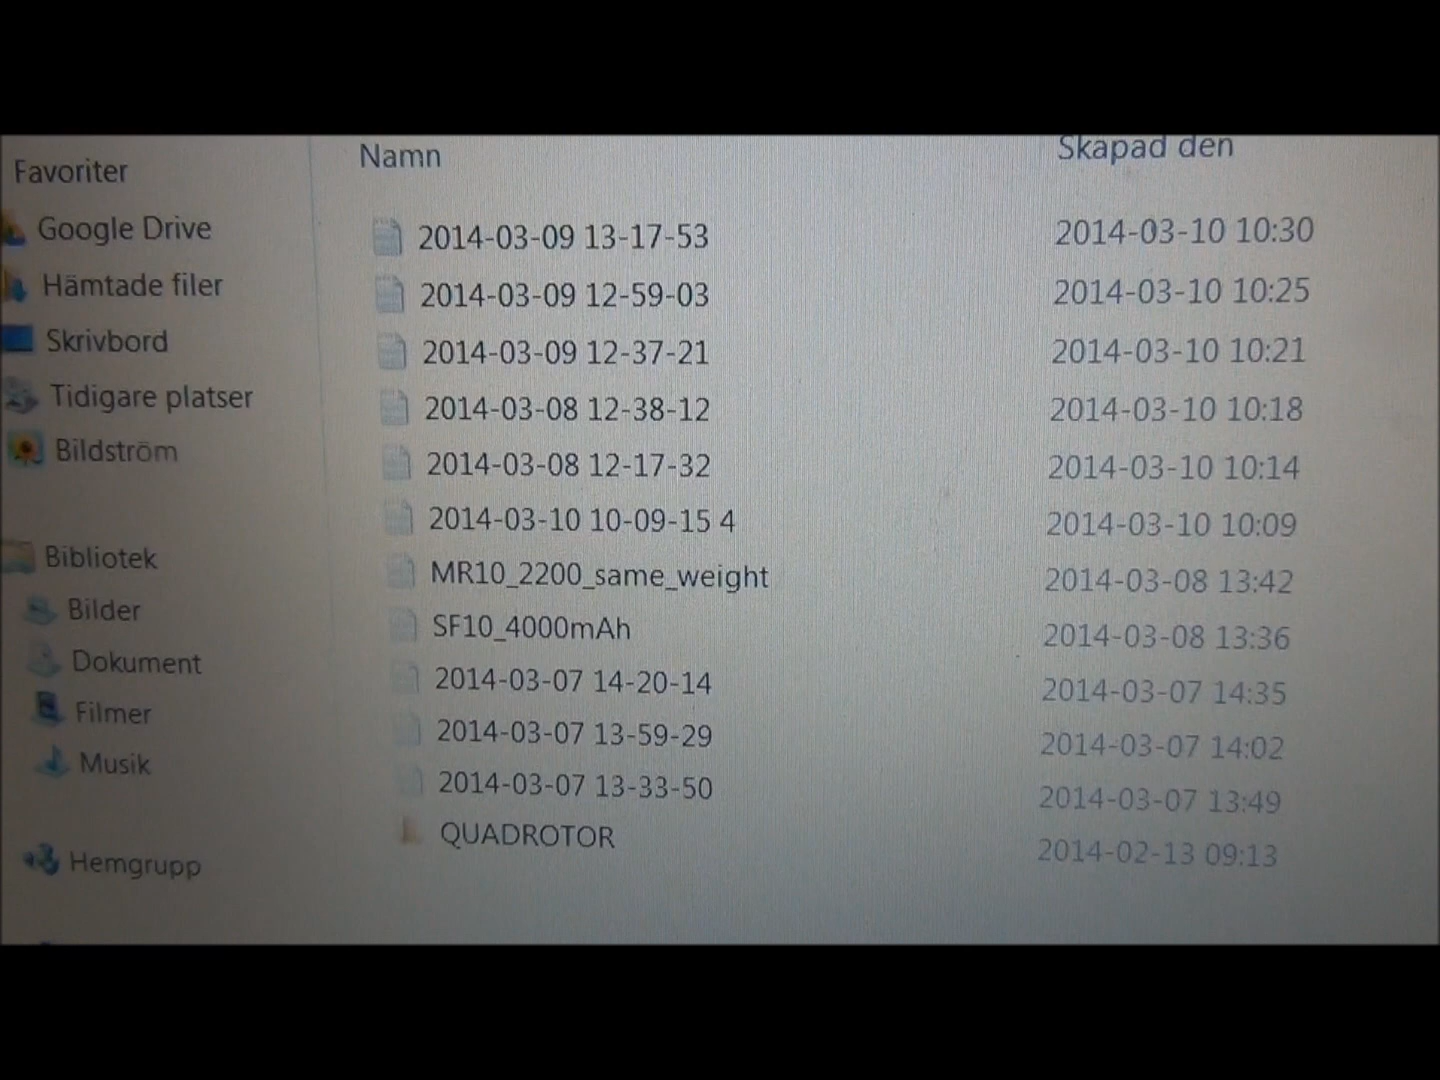 Favoriter
Google Drive
Hämtade filer
Skrivbord
Tidigare platser
Bildström
Bibliotek
Bilder
Dokument
Filmer
Musik
Hemgrupp
Namn Skapad den
2014-03-09 13-17-53 2014-03-10 10:30
2014-03-09 12-59-03 2014-03-10 10:25
2014-03-09 12-37-21 2014-03-10 10:21
2014-03-08 12-38-12 2014-03-10 10:18
2014-03-08 12-17-32 2014-03-10 10:14
2014-03-10 10-09-15 4 2014-03-10 10:09
MR10_2200_same_weight 2014-03-08 13:42
SF10_4000mAh 2014-03-08 13:36
2014-03-07 14-20-14 2014-03-07 14:35
2014-03-07 13-59-29 2014-03-07 14:02
2014-03-07 13-33-50 2014-03-07 13:49
QUADROTOR 2014-02-13 09:13